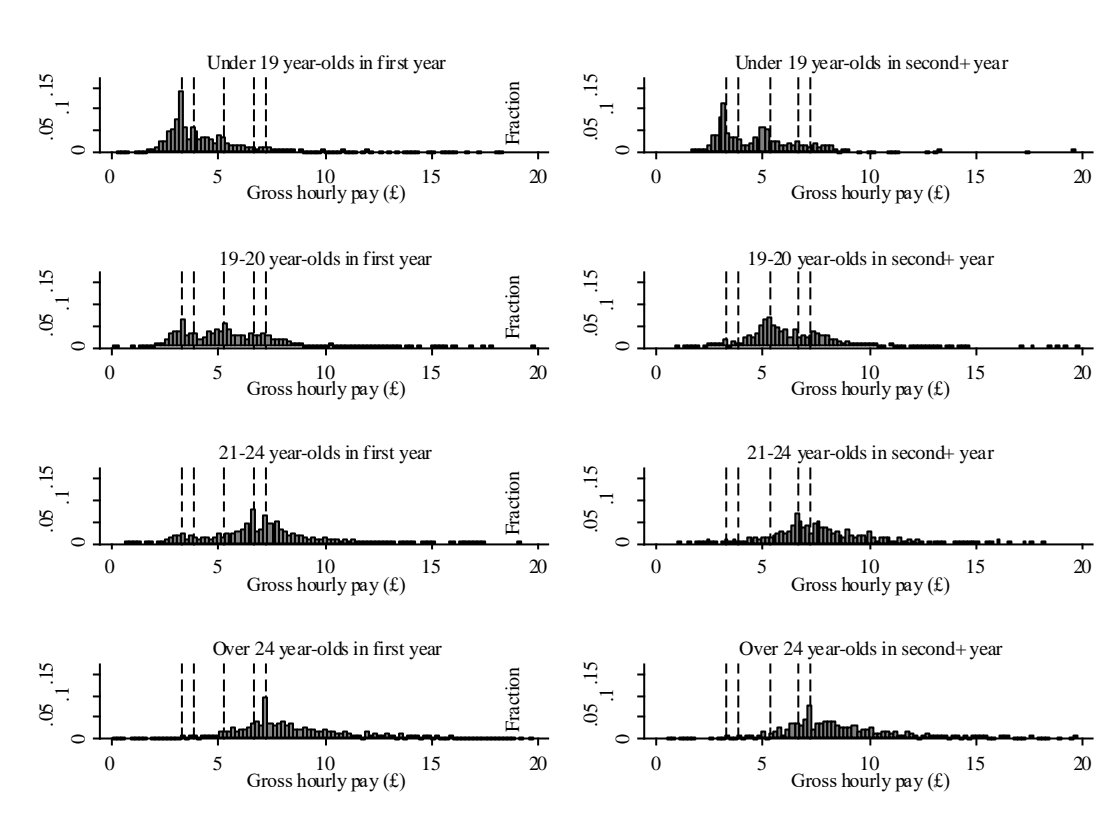 Under 19 year-olds in first year
0 .05 .1 .15
Fraction
0 5 10 15 20
Gross hourly pay (£)
Under 19 year-olds in second+ year
0 .05 .1 .15
0 5 10 15 20
Gross hourly pay (£)
19-20 year-olds in first year
0 .05 .1 .15
Fraction
0 5 10 15 20
Gross hourly pay (£)
19-20 year-olds in second+ year
0 .05 .1 .15
0 5 10 15 20
Gross hourly pay (£)
21-24 year-olds in first year
0 .05 .1 .15
Fraction
0 5 10 15 20
Gross hourly pay (£)
21-24 year-olds in second+ year
0 .05 .1 .15
0 5 10 15 20
Gross hourly pay (£)
Over 24 year-olds in first year
0 .05 .1 .15
Fraction
0 5 10 15 20
Gross hourly pay (£)
Over 24 year-olds in second+ year
0 .05 .1 .15
0 5 10 15 20
Gross hourly pay (£)